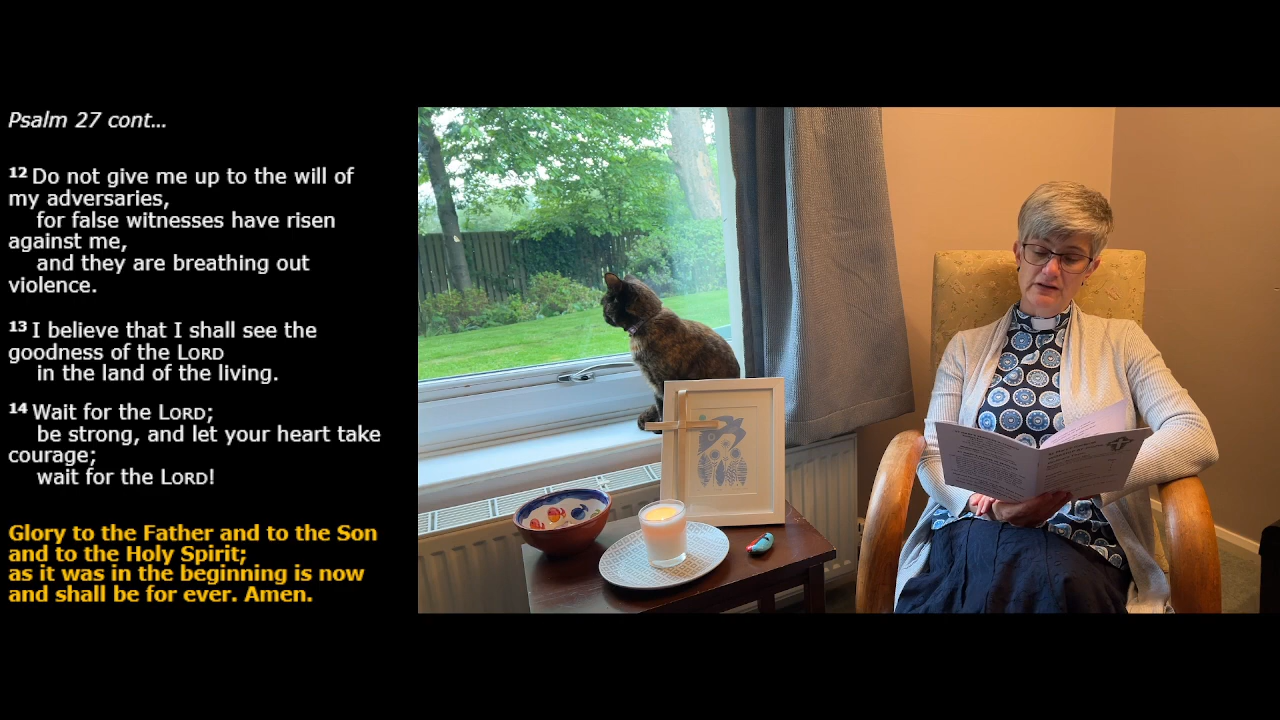 Psalm 27 cont...
12 Do not give me up to the will of
my adversaries,
for false witnesses have risen
against me,
and they are breathing out
violence.
13 I believe that I shall see the
goodness of the LORD
in the land of the living.
14 Wait for the LORD;
be strong, and let your heart take
courage;
wait for the LORD!
Glory to the Father and to the Son
and to the Holy Spirit;
as it was in the beginning is now
and shall be for ever. Amen.